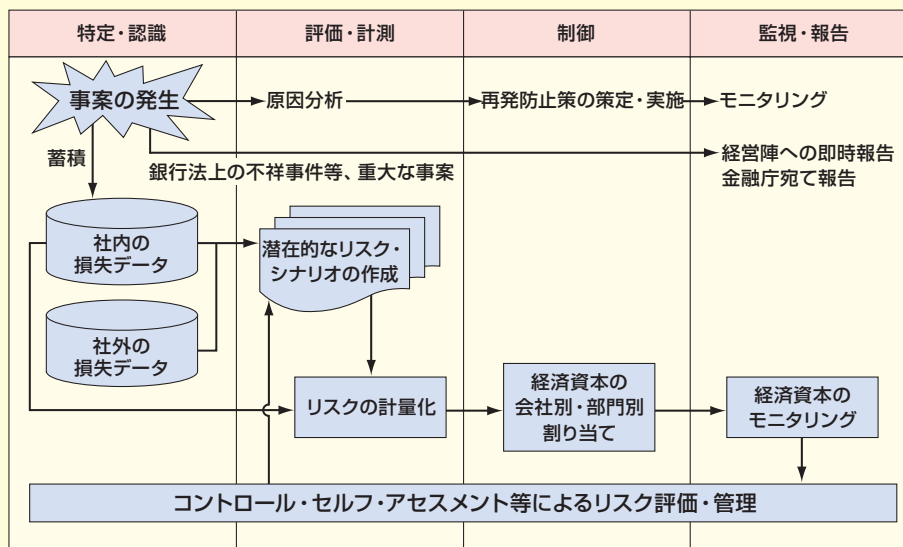 特定・認識
評価・計測
制御
監視・報告
事案の発生
原因分析
再発防止策の策定・実施
モニタリング
蓄積
銀行法上の不祥事件等、重大な事案
経営陣への即時報告
金融庁宛て報告
社内の
損失データ
潜在的なリスク・
シナリオの作成
社外の
損失データ
リスクの計量化
経済資本の
会社別・部門別
割り当て
経済資本の
モニタリング
コントロール・セルフ・アセスメント等によるリスク評価・管理